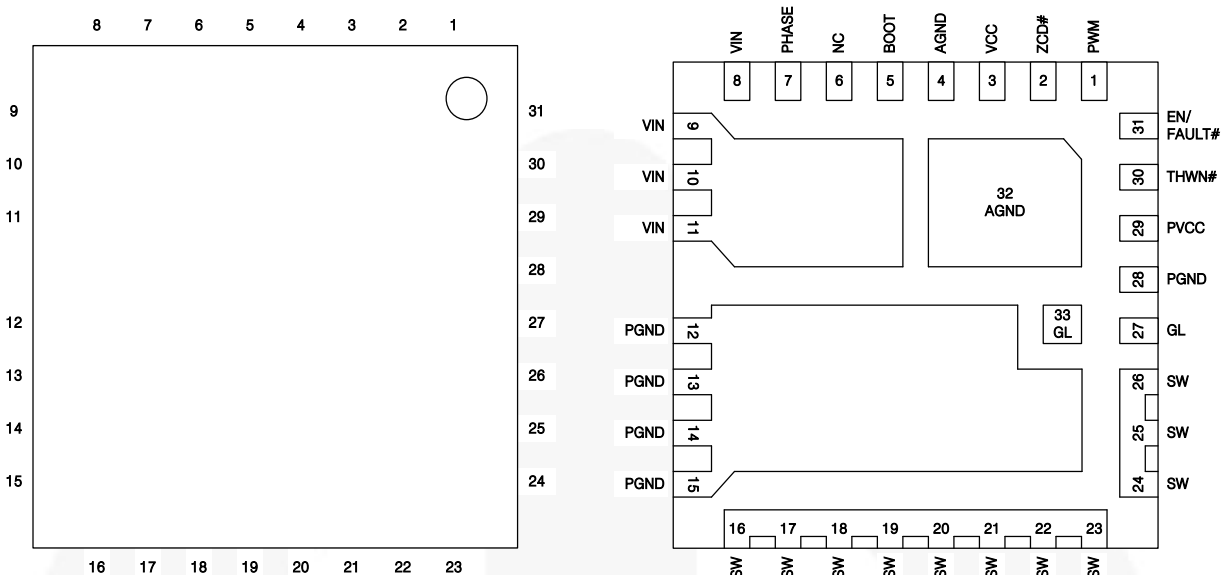 8 7 6 5 4 3 2 1
9
10
11
12
13
14
15
31
30
29
28
27
26
25
24
16 17 18 19 20 21 22 23
VIN PHASE NC BOOT AGND VCC ZCD# PWM
8 7 6 5 4 3 2 1
VIN 9
VIN 10
VIN 11
PGND 12
PGND 13
PGND 14
PGND 15
32
AGND
33
GL
31 EN/
FAULT#
30 THWN#
29 PVCC
28 PGND
27 GL
26 SW
25 SW
24 SW
16 17 18 19 20 21 22 23
SW SW SW SW SW SW SW SW